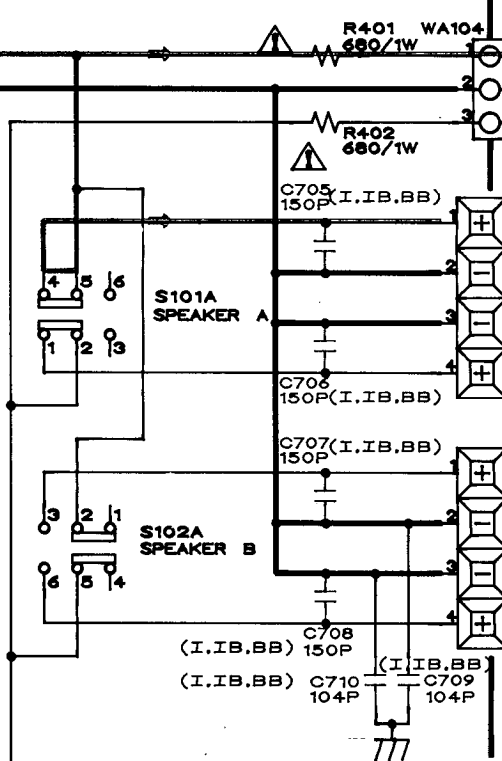 R401 WA104
680/1W
1
2
3
R402
680/1W
C705 (I.IB.BB)
150P
1
2
3
4
4 5 6
S101A
SPEAKER A
1 2 3
C706
150P (I.IB.BB)
C707 (I.IB.BB)
150P
1
2
3
4
3 2 1
S102A
SPEAKER B
6 5 4
(I.IB.BB) C708
150P
(I.IB.BB)
(I.IB.BB) C710 C709
104P 104P